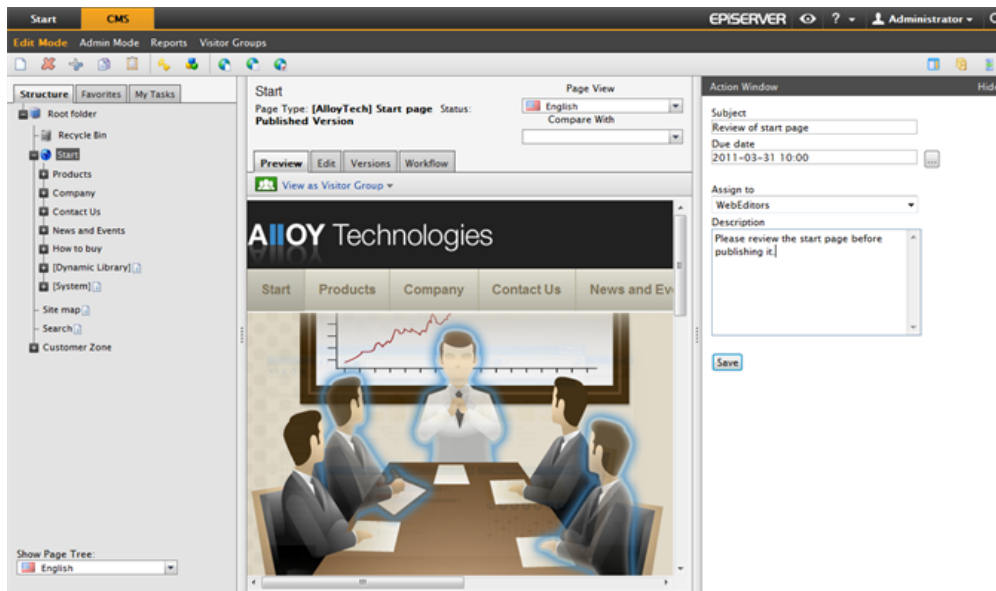 Start
CMS
EPISERVER
?
Administrator
Edit Mode
Admin Mode
Reports
Visitor Groups
Structure
Favorites
My Tasks
Root folder
Recycle Bin
Start
Products
Company
Contact Us
News and Events
How to buy
[Dynamic Library]
[System]
Site map
Search
Customer Zone
Show Page Tree:
English
Start
Page Type: [AlloyTech] Start page Status:
Published Version
Page View
English
Compare With
Preview
Edit
Versions
Workflow
View as Visitor Group
ALLOY Technologies
Start
Products
Company
Contact Us
News and Ev
Action Window
Hide
Subject
Review of start page
Due date
2011-03-31 10:00
...
Assign to
WebEditors
Description
Please review the start page before
publishing it.
Save